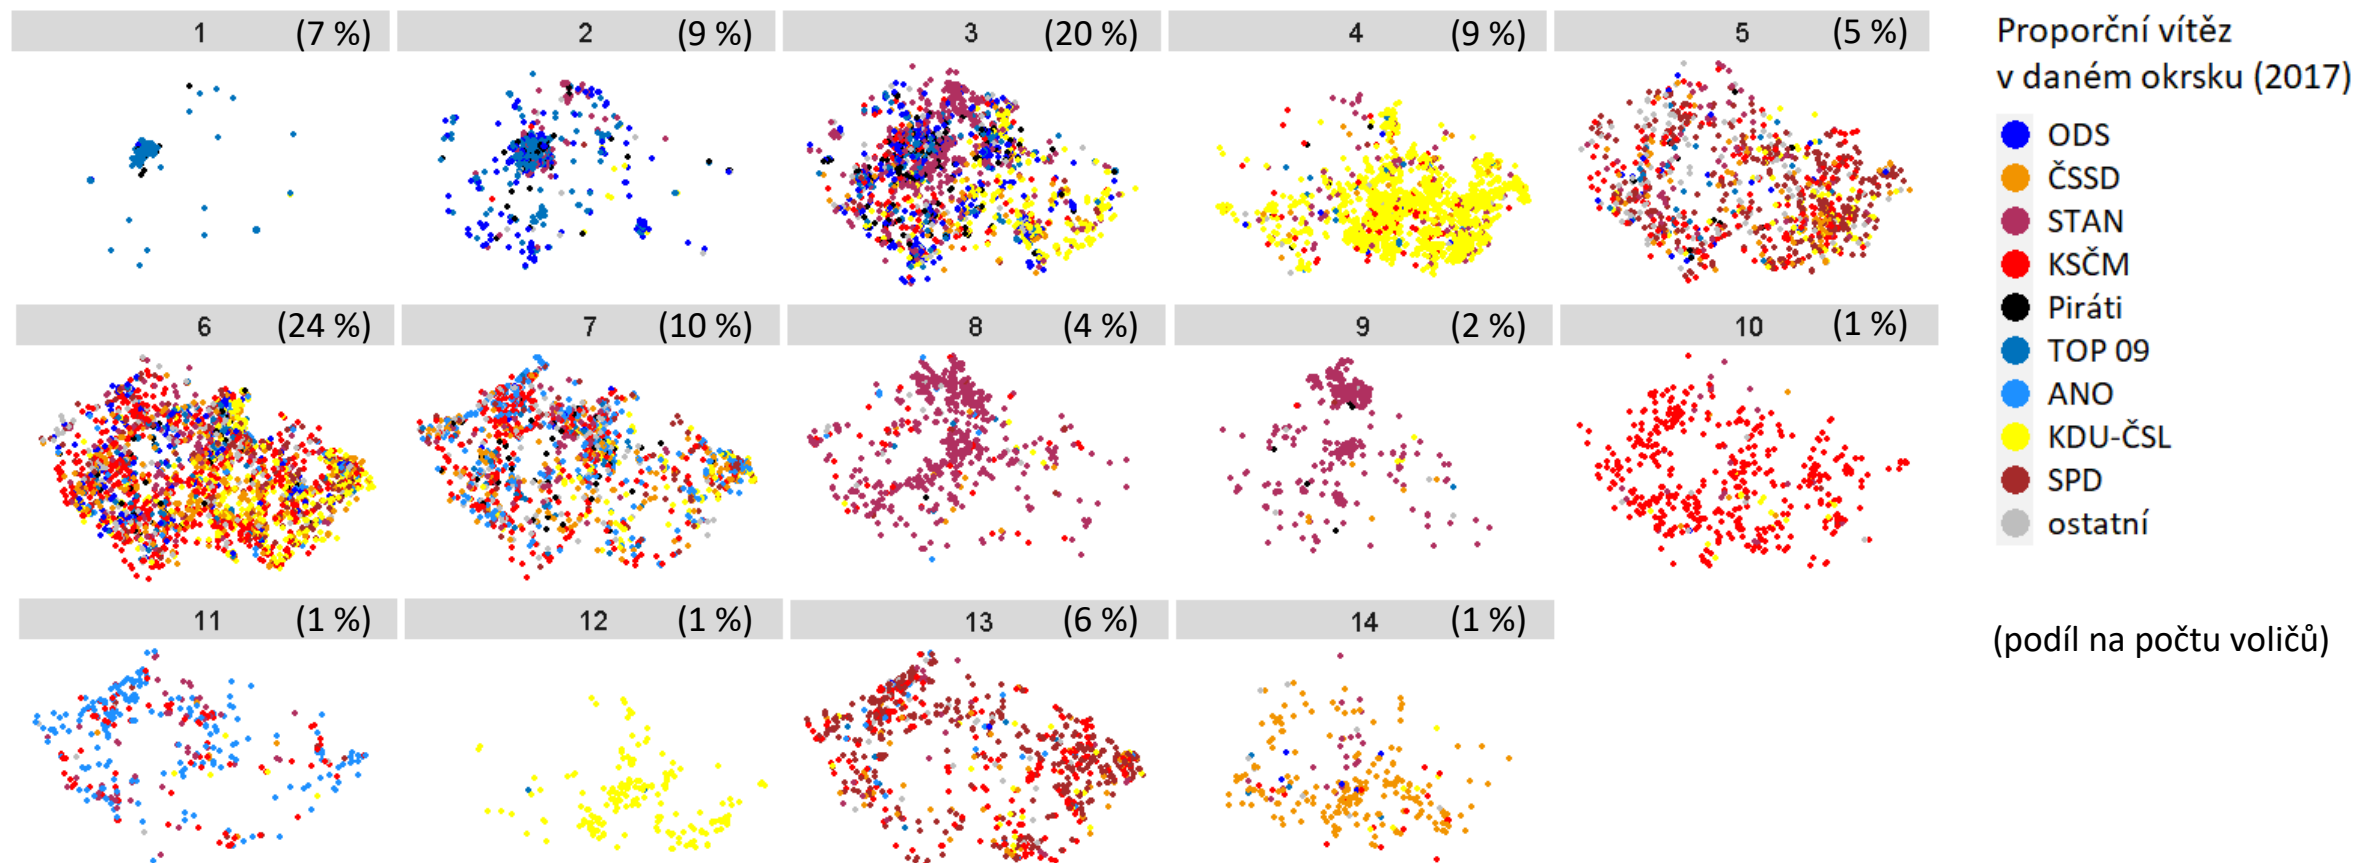 1 (7 %)
2 (9 %)
3 (20 %)
4 (9 %)
5 (5 %)
6 (24 %)
7 (10 %)
8 (4 %)
9 (2 %)
10 (1 %)
11 (1 %)
12 (1 %)
13 (6 %)
14 (1 %)
Proporční vítěz
v daném okrsku (2017)
ODS
ČSSD
STAN
KSČM
Piráti
TOP 09
ANO
KDU-ČSL
SPD
ostatní
(podíl na počtu voličů)